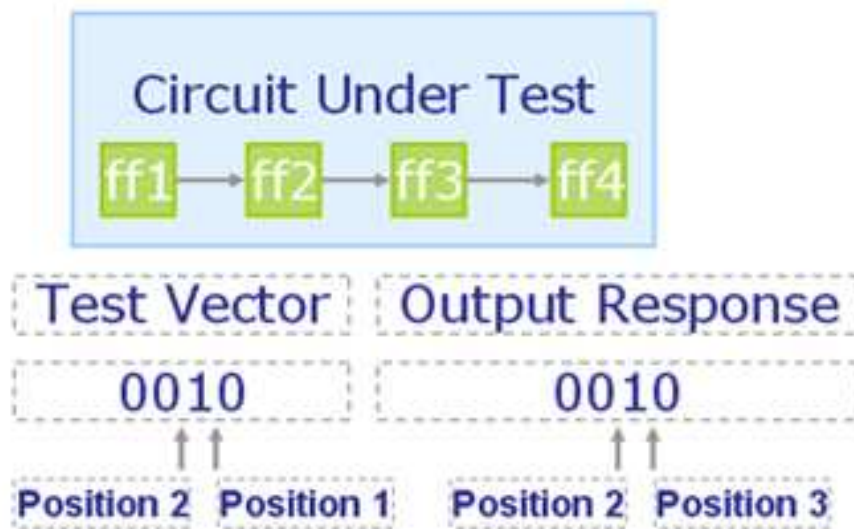 Circuit Under Test
ff1 ff2 ff3 ff4
Test Vector Output Response
0010 0010
Position 2 Position 1 Position 2 Position 3